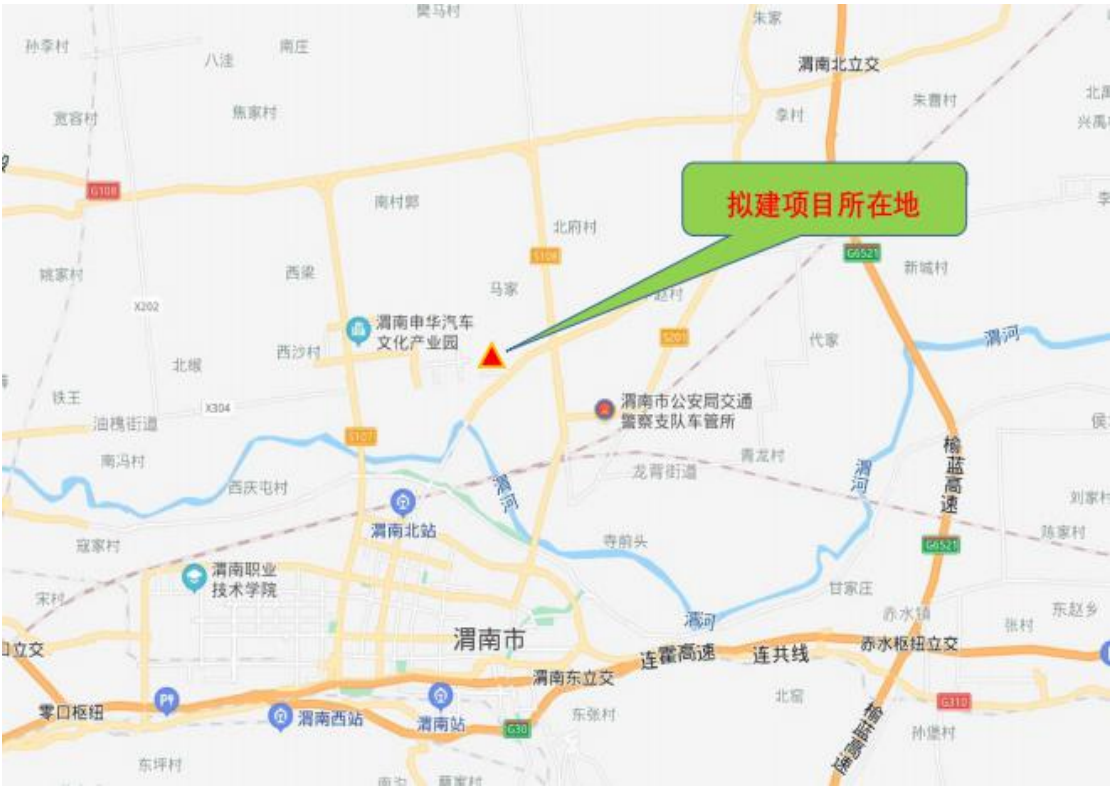 樊马村
朱家
孙李村
南庄
八洼
渭南北立交
朱曹村
宽容村
焦家村
李村
G108
南村郭
拟建项目所在地
北府村
S108
G6521
新城村
姚家村
西梁
马家
X202
渭南申华汽车
文化产业园
S201
代家
渭河
西沙村
铁王
X304
油槐街道
渭南市公安局交通
警察支队车管所
S107
南冯村
西庆屯村
渭河
龙背街道
青龙村
渭河
榆蓝高速
刘家村
渭南北站
陈家村
G6521
寇家村
寺前头
渭南职业
技术学院
甘家庄
宋村
渭河
赤水镇
东赵乡
张村
渭南市
口立交
连霍高速
连共线
赤水枢纽立交
渭南东立交
零口枢纽
渭南西站
渭南站
东张村
北窑
G310
G30
榆蓝高速
孙堡村
东坪村